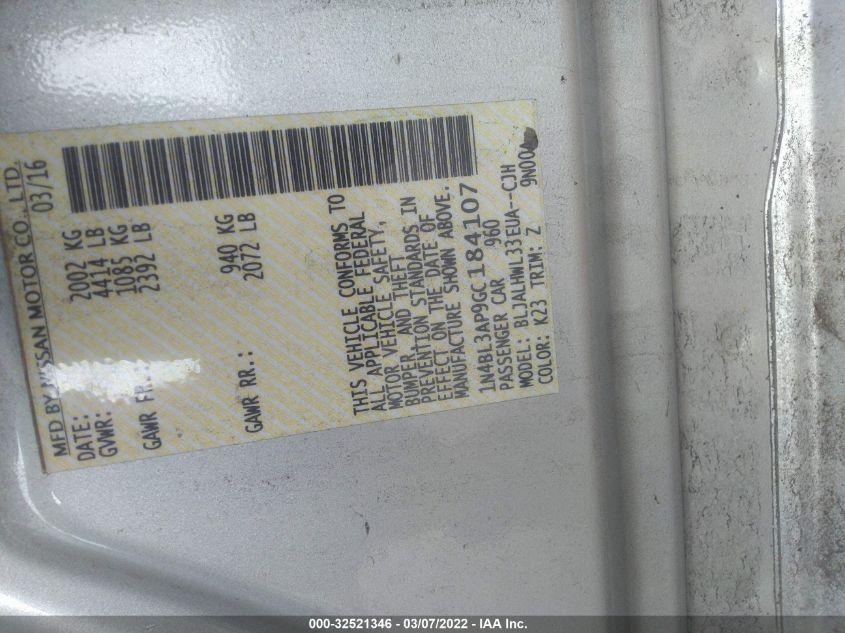 MFD BY NISSAN MOTOR CO., LTD.
DATE: 03/16
GVWR: 2002 KG
4414 LB
GAWR FR.: 1085 KG
2392 LB
GAWR RR.: 940 KG
2072 LB
THIS VEHICLE CONFORMS TO
ALL APPLICABLE FEDERAL
MOTOR VEHICLE SAFETY,
BUMPER, AND THEFT
PREVENTION STANDARDS IN
EFFECT ON THE DATE OF
MANUFACTURE SHOWN ABOVE.
1N4BL3AP9GC184107
PASSENGER CAR 960
MODEL: BLJALHWL33EUA--CJH
COLOR: K23 TRIM: Z 9N00
000-32521346 - 03/07/2022 - IAA Inc.